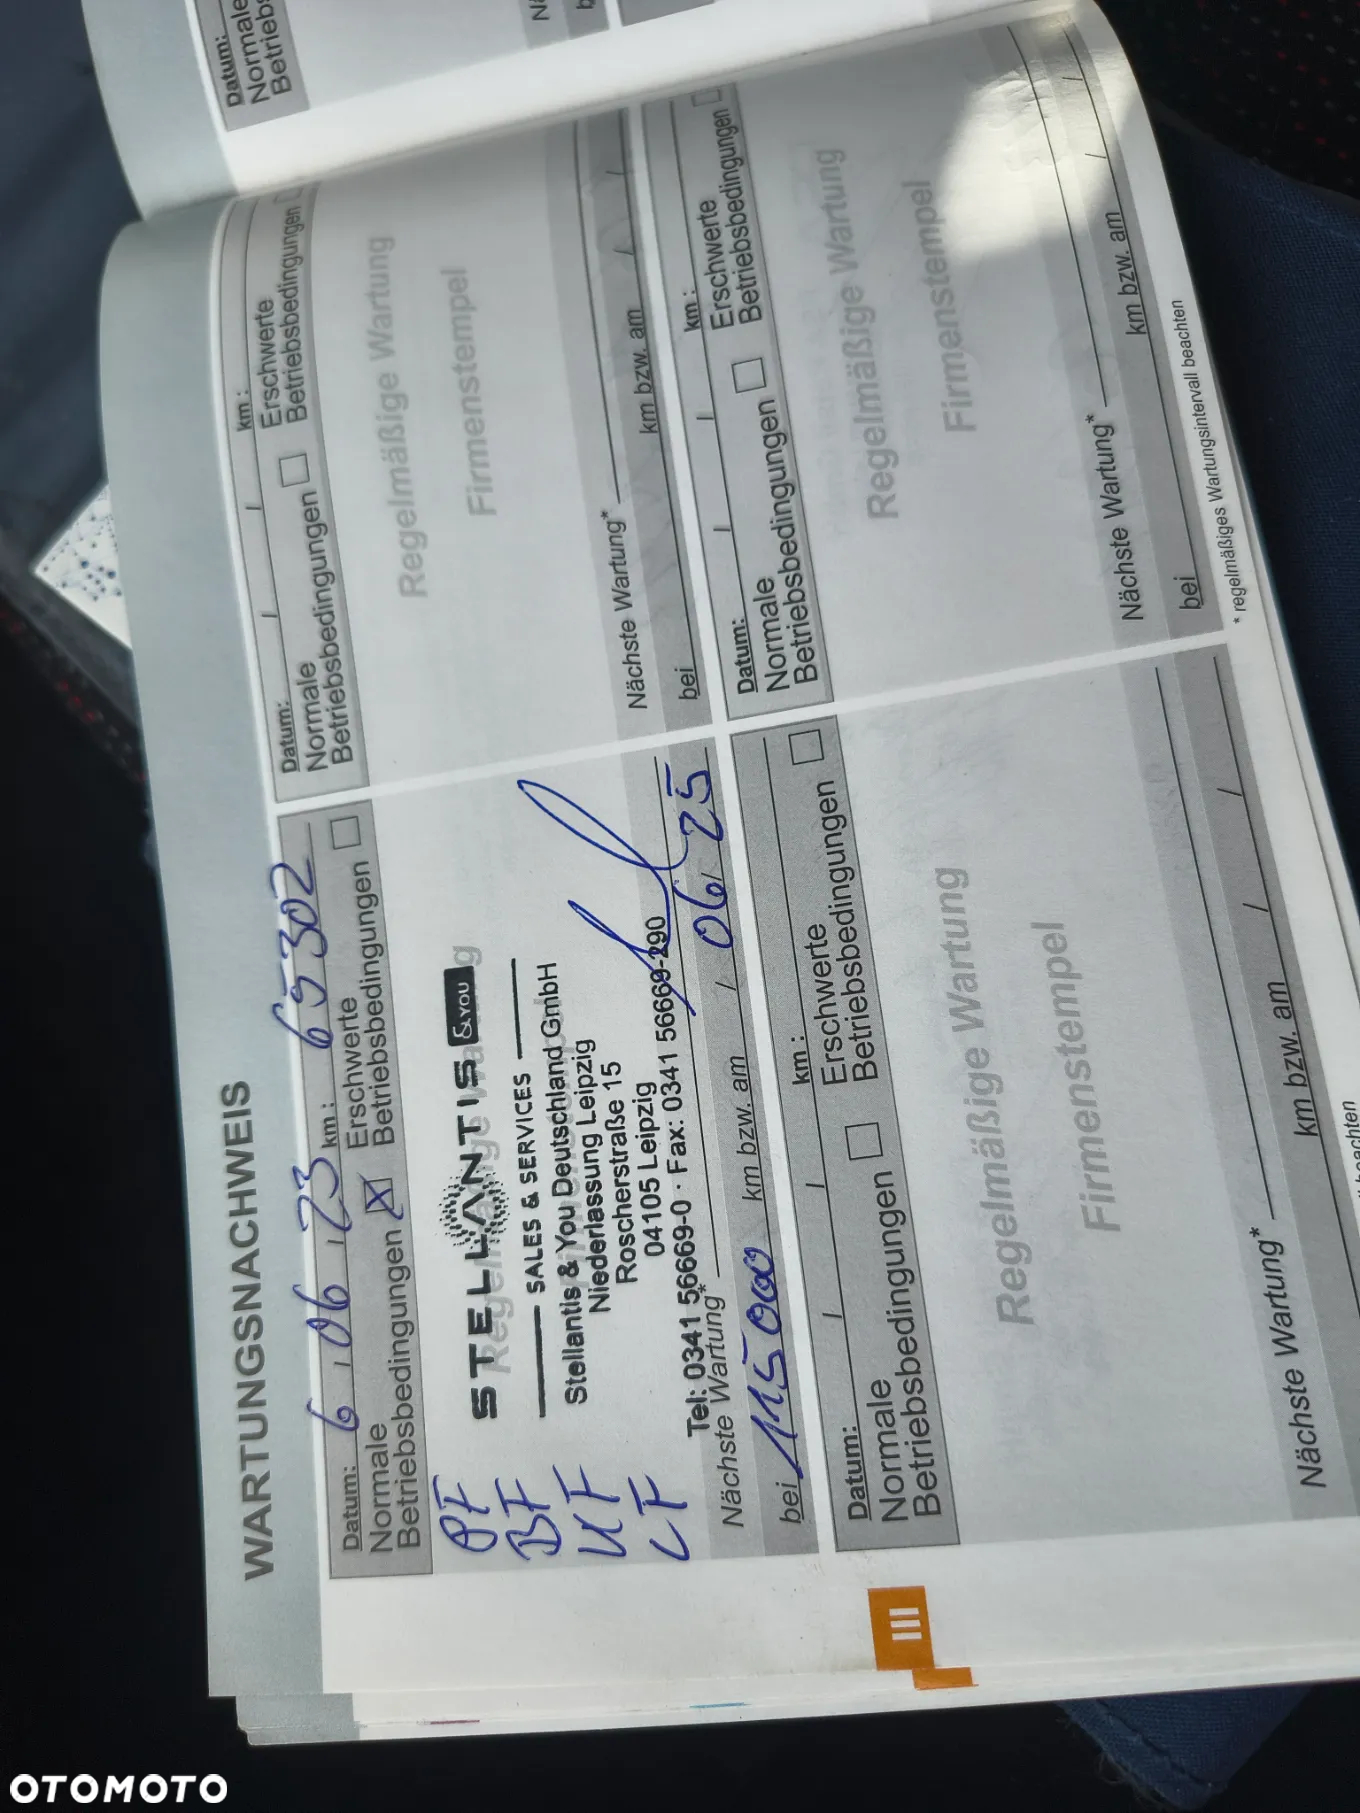 WARTUNGSNACHWEIS
Datum: 6 . 06 . 23 km : 65302
Normale Betriebsbedingungen ☒ Erschwerte Betriebsbedingungen ☐
STELLANTIS &YOU
SALES & SERVICES
Stellantis & You Deutschland GmbH
Niederlassung Leipzig
Roscherstraße 15
04105 Leipzig
Tel: 0341 56669-0 · Fax: 0341 56669-290
BF
LF
Nächste Wartung*
bei 115000 km bzw. am / 06 / 25
Datum: / / km :
Normale Betriebsbedingungen ☐ Erschwerte Betriebsbedingungen ☐
Regelmäßige Wartung
Firmenstempel
Nächste Wartung*
km bzw. am / /
Datum: / / km :
Normale Betriebsbedingungen ☐ Erschwerte Betriebsbedingungen
Regelmäßige Wartung
Firmenstempel
Nächste Wartung*
bei km bzw. am / /
Datum: / / km :
Normale Betriebsbedingungen ☐ Erschwerte Betriebsbedingungen
Regelmäßige Wartung
Firmenstempel
Nächste Wartung*
bei km bzw. am / /
* regelmäßiges Wartungsintervall beachten
III
Datum:
Normale
OTOMOTO